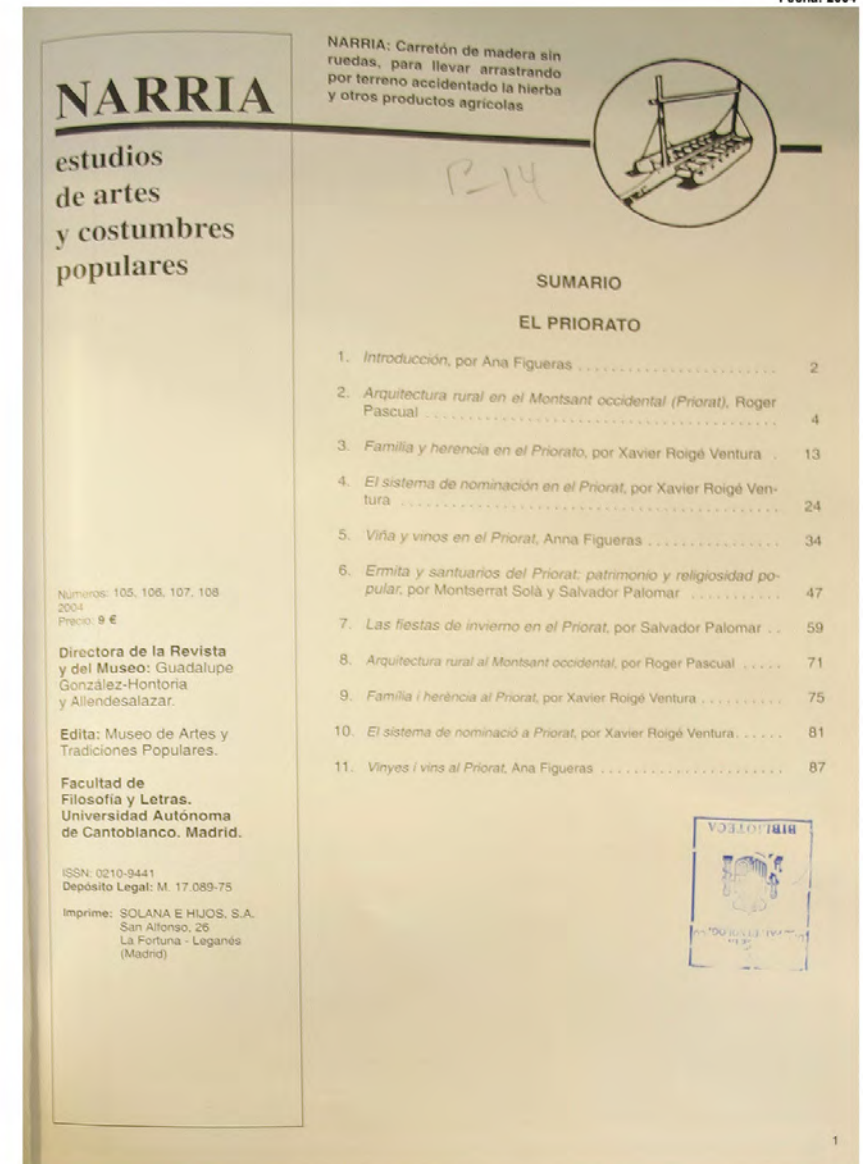 Fecha: 2004
NARRIA
estudios
de artes
y costumbres
populares
NARRIA: Carretón de madera sin
ruedas, para llevar arrastrando
por terreno accidentado la hierba
y otros productos agrícolas
P-14
SUMARIO
EL PRIORATO
1. Introducción, por Ana Figueras . . . . . . . . . . . . . . . . . . . . . . . . 2
2. Arquitectura rural en el Montsant occidental (Priorat), Roger
Pascual . . . . . . . . . . . . . . . . . . . . . . . . . . . . . . . . . . . . . . . . . . 4
3. Familia y herencia en el Priorato, por Xavier Roigé Ventura . 13
4. El sistema de nominación en el Priorat, por Xavier Roigé Ven-
tura . . . . . . . . . . . . . . . . . . . . . . . . . . . . . . . . . . . . . . . . . . . . 24
5. Viña y vinos en el Priorat, Anna Figueras . . . . . . . . . . . . . . . . 34
6. Ermita y santuarios del Priorat: patrimonio y religiosidad po-
pular, por Montserrat Solà y Salvador Palomar . . . . . . . . . . . 47
7. Las fiestas de invierno en el Priorat, por Salvador Palomar . . 59
8. Arquitectura rural al Montsant occidental, por Roger Pascual . . . . . 71
9. Família i herència al Priorat, por Xavier Roigé Ventura . . . . . . . . . . 75
10. El sistema de nominació a Priorat, por Xavier Roigé Ventura. . . . . . 81
11. Vinyes i vins al Priorat, Ana Figueras . . . . . . . . . . . . . . . . . . . . . . . 87
Numeros: 105, 106, 107, 108
2004
Precio: 9 €
Directora de la Revista
y del Museo: Guadalupe
González-Hontoria
y Allendesalazar.
Edita: Museo de Artes y
Tradiciones Populares.
Facultad de
Filosofía y Letras.
Universidad Autónoma
de Cantoblanco. Madrid.
ISSN: 0210-9441
Depósito Legal: M. 17.089-75
Imprime: SOLANA E HIJOS, S.A.
San Alfonso, 26
La Fortuna - Leganés
(Madrid)
BIBLIOTECA
1